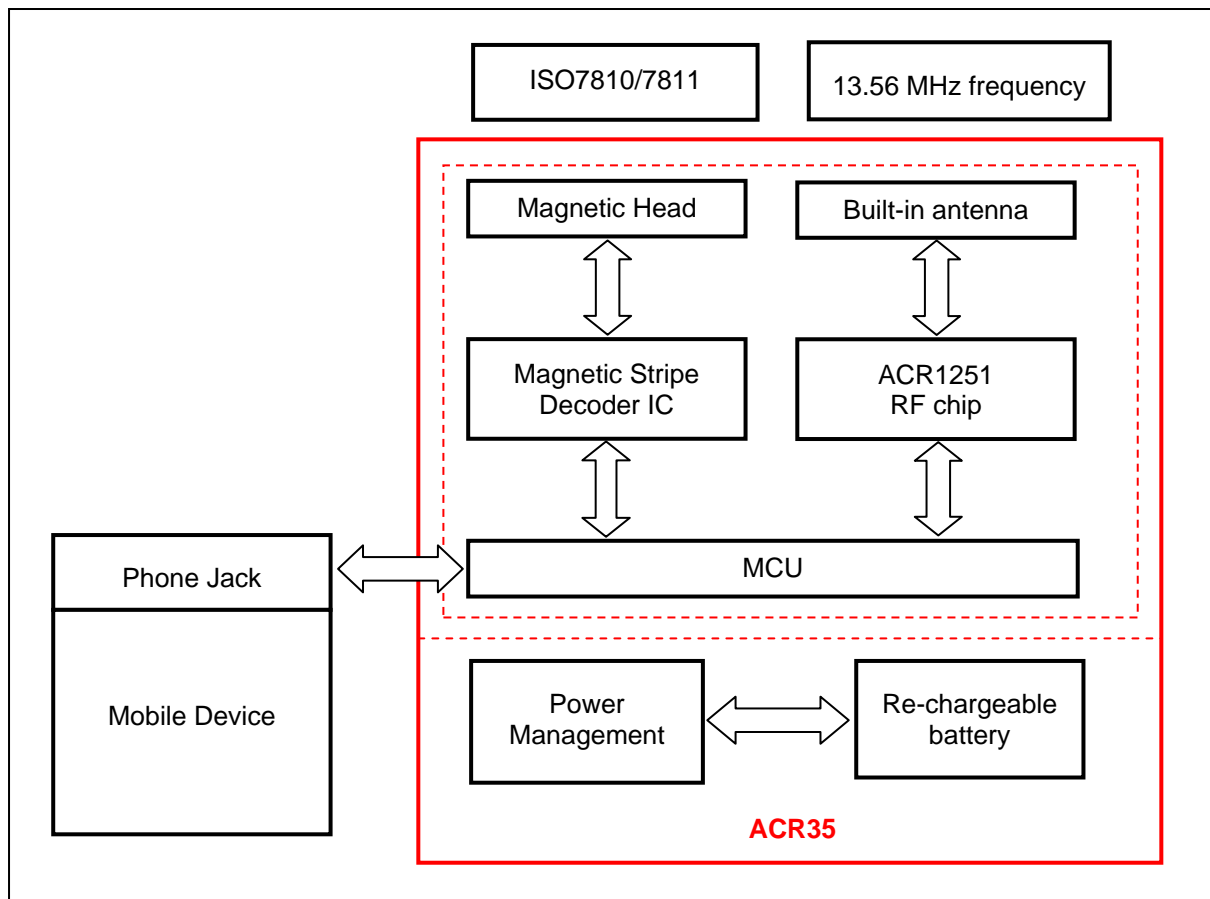 ISO7810/7811
13.56 MHz frequency
Magnetic Head
Built-in antenna
Magnetic Stripe
Decoder IC
ACR1251
RF chip
Phone Jack
MCU
Mobile Device
Power
Management
Re-chargeable
battery
ACR35